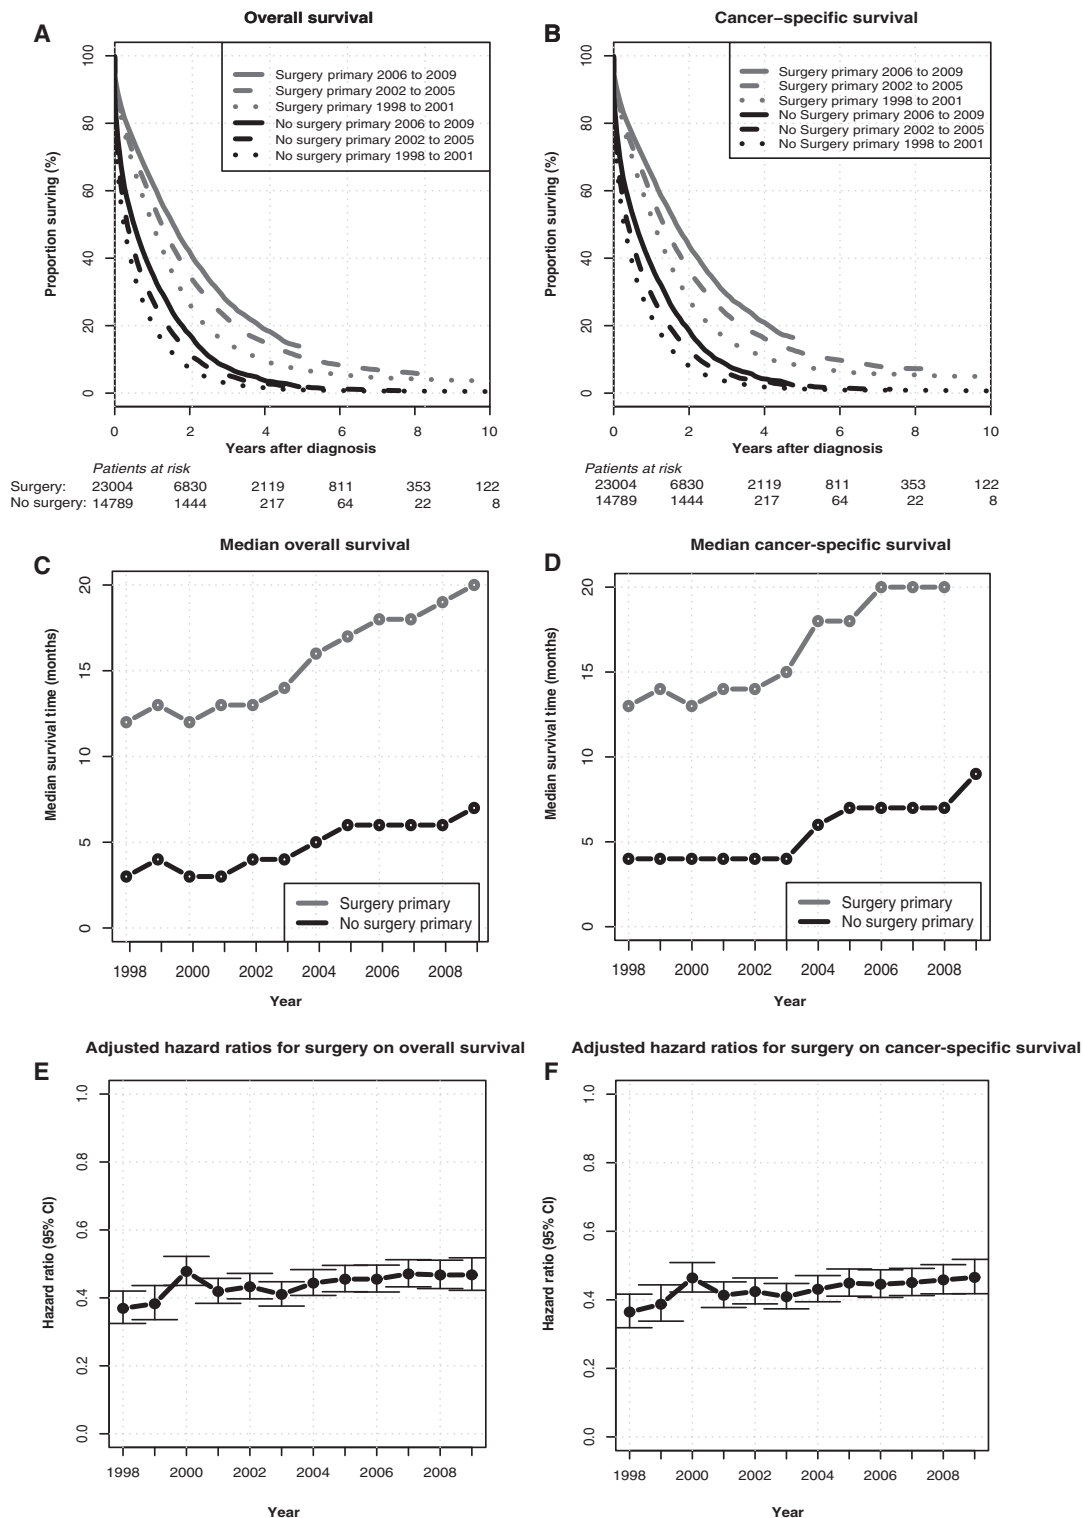 A
Overall survival
Proportion surving (%)
100
80
60
40
20
0
Surgery primary 2006 to 2009
Surgery primary 2002 to 2005
Surgery primary 1998 to 2001
No surgery primary 2006 to 2009
No surgery primary 2002 to 2005
No surgery primary 1998 to 2001
0 2 4 6 8 10
Years after diagnosis
Patients at risk
Surgery: 23004 6830 2119 811 353 122
No surgery: 14789 1444 217 64 22 8
B
Cancer–specific survival
Proportion surving (%)
100
80
60
40
20
0
Surgery primary 2006 to 2009
Surgery primary 2002 to 2005
Surgery primary 1998 to 2001
No Surgery primary 2006 to 2009
No Surgery primary 2002 to 2005
No Surgery primary 1998 to 2001
0 2 4 6 8 10
Years after diagnosis
Patients at risk
23004 6830 2119 811 353 122
14789 1444 217 64 22 8
C
Median overall survival
Median survival time (months)
20
15
10
5
0
Surgery primary
No surgery primary
1998 2000 2002 2004 2006 2008
Year
D
Median cancer-specific survival
Median survival time (months)
20
15
10
5
0
Surgery primary
No surgery primary
1998 2000 2002 2004 2006 2008
Year
E
Adjusted hazard ratios for surgery on overall survival
Hazard ratio (95% CI)
1.0
0.8
0.6
0.4
0.2
0.0
1998 2000 2002 2004 2006 2008
Year
F
Adjusted hazard ratios for surgery on cancer-specific survival
Hazard ratio (95% CI)
1.0
0.8
0.6
0.4
0.2
0.0
1998 2000 2002 2004 2006 2008
Year